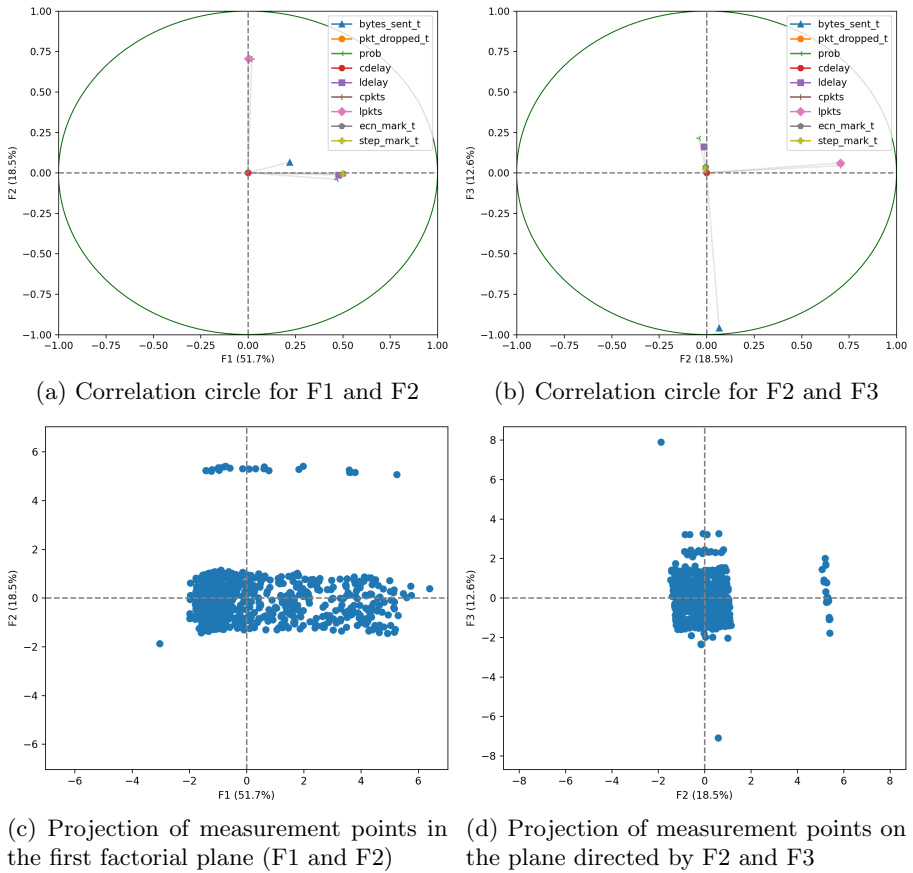 1.00
0.75
0.50
0.25
0.00
−0.25
−0.50
−0.75
−1.00
F2 (18.5%)
−1.00 −0.75 −0.50 −0.25 0.00 0.25 0.50 0.75 1.00
F1 (51.7%)
bytes_sent_t
pkt_dropped_t
prob
cdelay
ldelay
cpkts
lpkts
ecn_mark_t
step_mark_t
1.00
0.75
0.50
0.25
0.00
−0.25
−0.50
−0.75
−1.00
F3 (12.6%)
−1.00 −0.75 −0.50 −0.25 0.00 0.25 0.50 0.75 1.00
F2 (18.5%)
bytes_sent_t
pkt_dropped_t
prob
cdelay
ldelay
cpkts
lpkts
ecn_mark_t
step_mark_t
(a) Correlation circle for F1 and F2
(b) Correlation circle for F2 and F3
6
4
2
0
−2
−4
−6
F2 (18.5%)
−6 −4 −2 0 2 4 6
F1 (51.7%)
8
6
4
2
0
−2
−4
−6
−8
F3 (12.6%)
−8 −6 −4 −2 0 2 4 6 8
F2 (18.5%)
(c) Projection of measurement points in
the first factorial plane (F1 and F2)
(d) Projection of measurement points on
the plane directed by F2 and F3